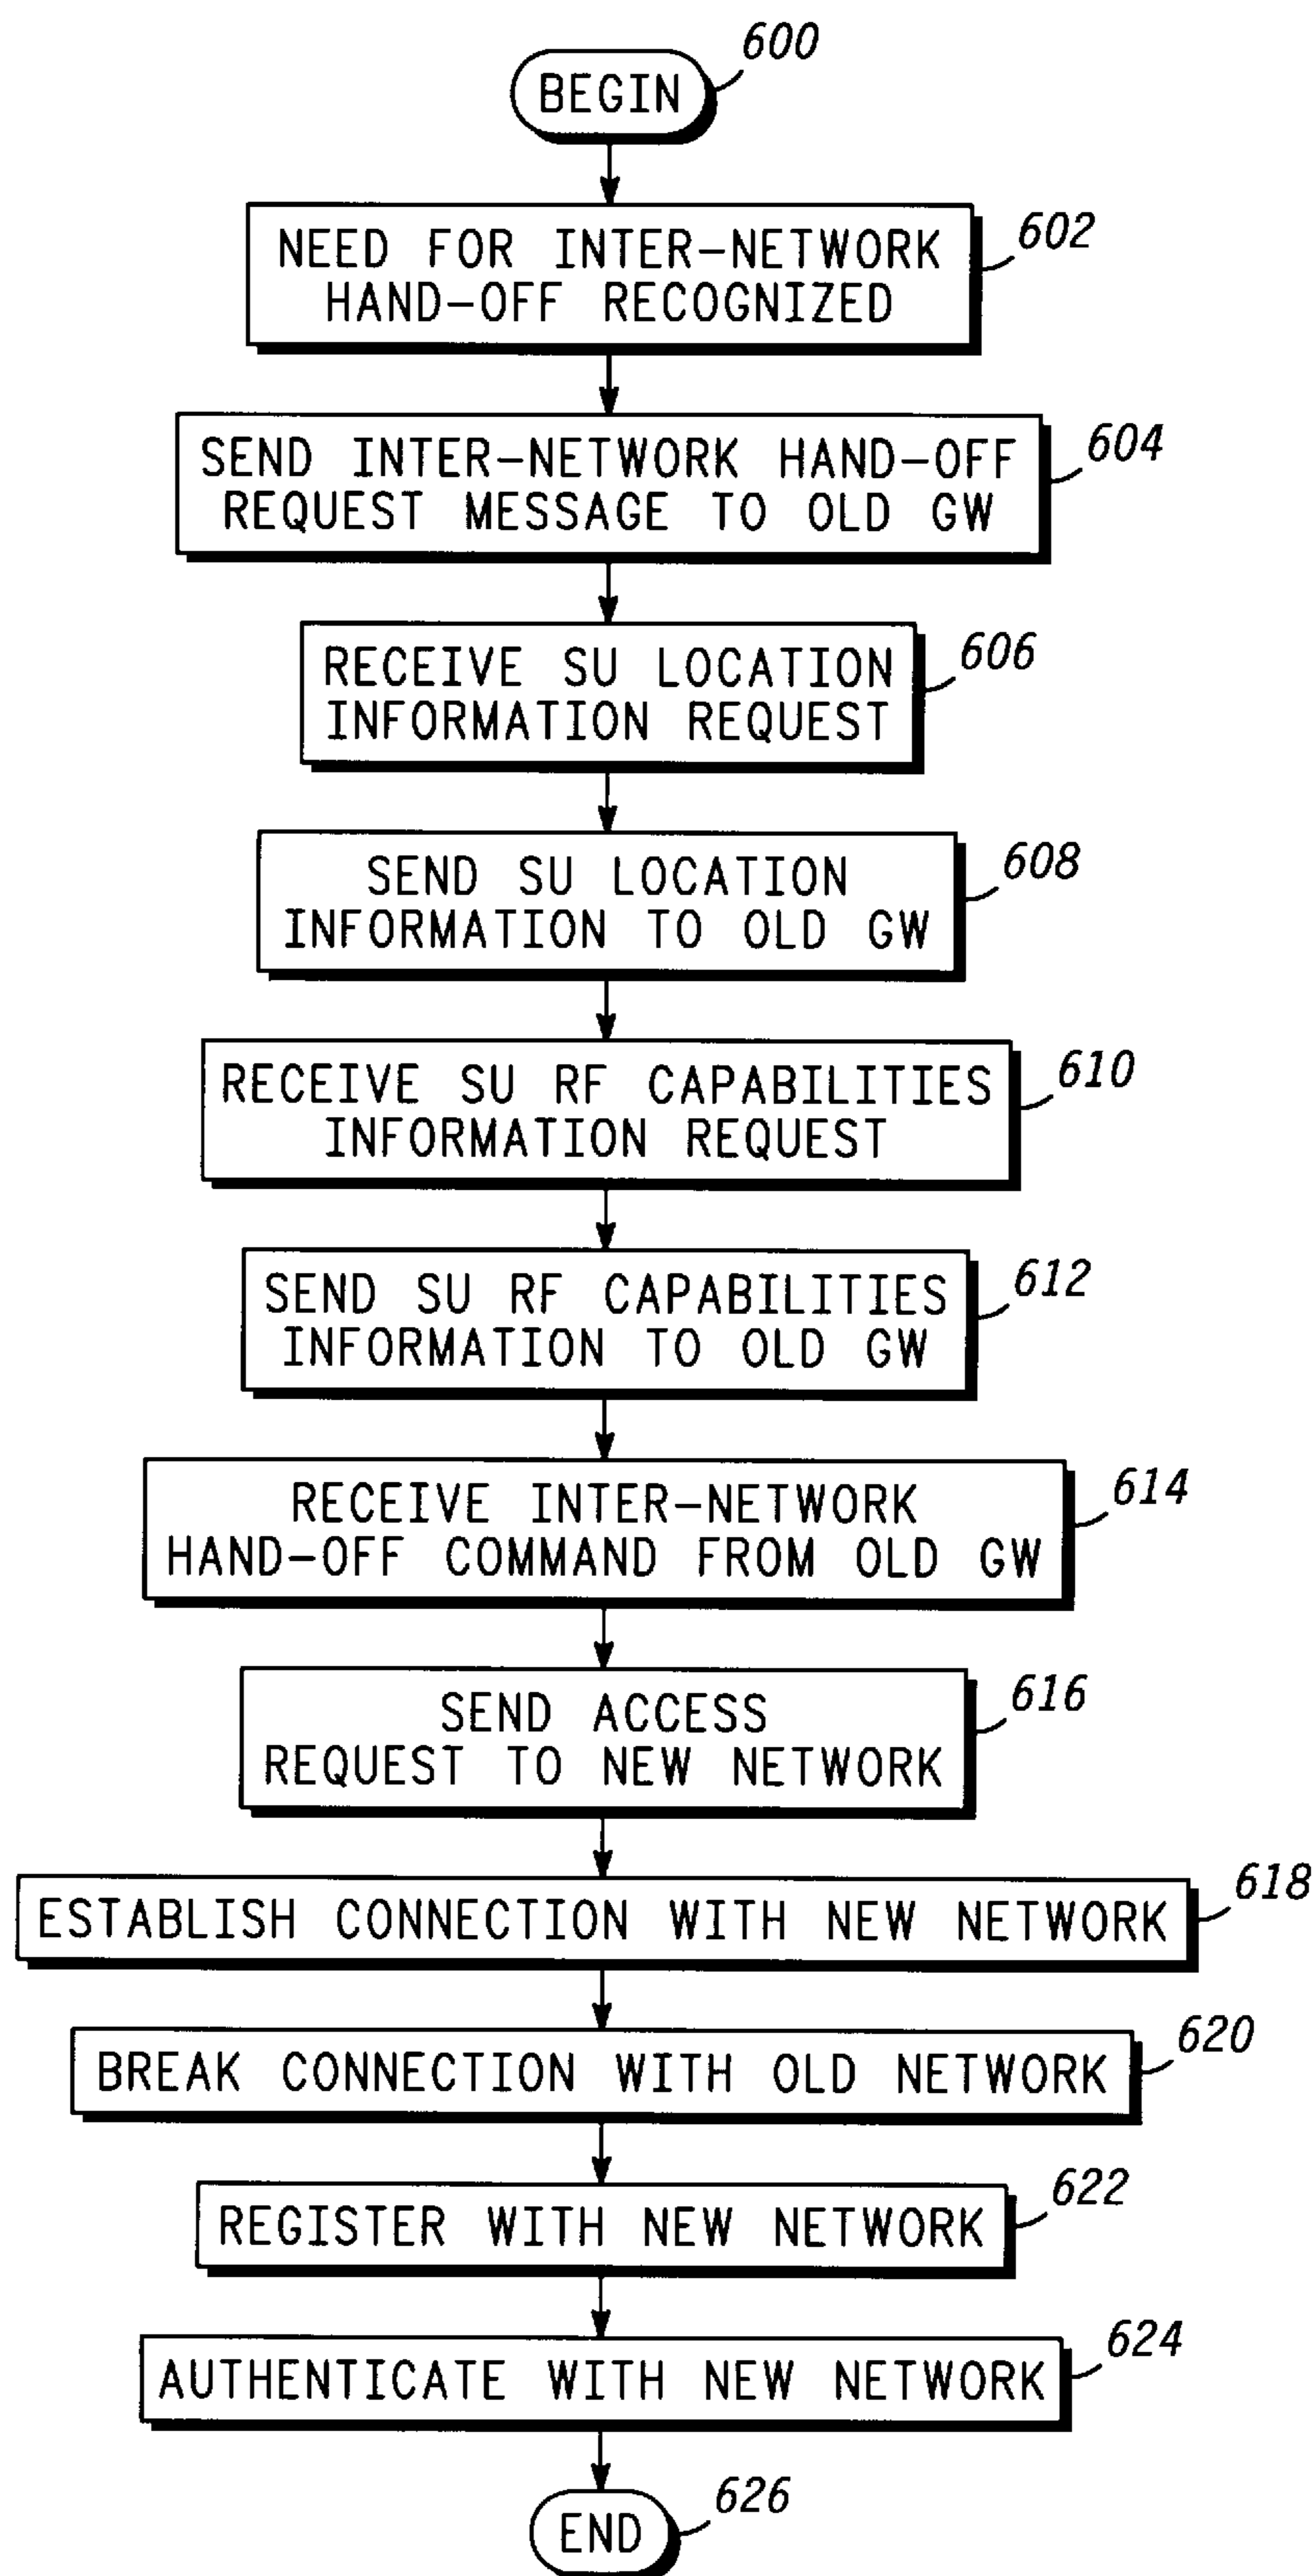 BEGIN
600
NEED FOR INTER-NETWORK
HAND-OFF RECOGNIZED
602
SEND INTER-NETWORK HAND-OFF
REQUEST MESSAGE TO OLD GW
604
RECEIVE SU LOCATION
INFORMATION REQUEST
606
SEND SU LOCATION
INFORMATION TO OLD GW
608
RECEIVE SU RF CAPABILITIES
INFORMATION REQUEST
610
SEND SU RF CAPABILITIES
INFORMATION TO OLD GW
612
RECEIVE INTER-NETWORK
HAND-OFF COMMAND FROM OLD GW
614
SEND ACCESS
REQUEST TO NEW NETWORK
616
ESTABLISH CONNECTION WITH NEW NETWORK
618
BREAK CONNECTION WITH OLD NETWORK
620
REGISTER WITH NEW NETWORK
622
AUTHENTICATE WITH NEW NETWORK
624
END
626